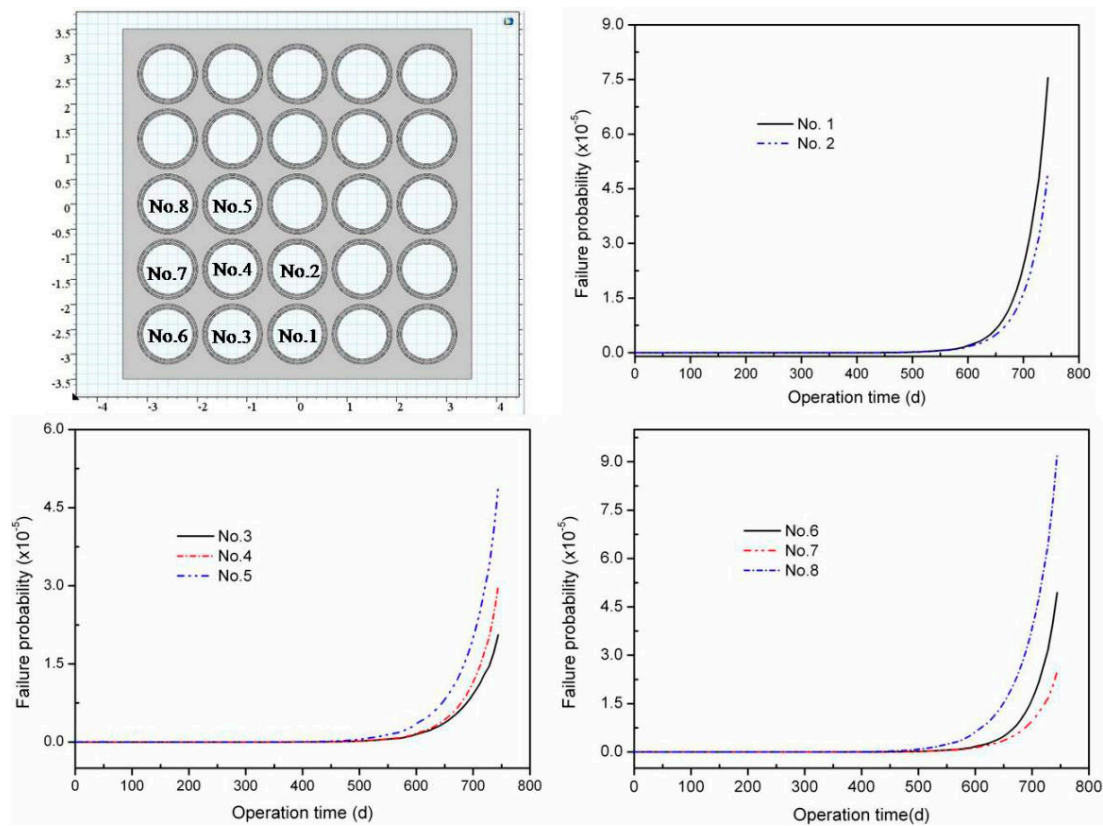 3.5
3
2.5
2
1.5
1
0.5
0
-0.5
-1
-1.5
-2
-2.5
-3
-3.5
No.8 No.5
No.7 No.4 No.2
No.6 No.3 No.1
-4 -3 -2 -1 0 1 2 3 4
Failure probability (x10⁻⁵)
9.0
7.5
6.0
4.5
3.0
1.5
0.0
No. 1
No. 2
0 100 200 300 400 500 600 700 800
Operation time (d)
Failure probability (x10⁻⁵)
6.0
4.5
3.0
1.5
0.0
No.3
No.4
No.5
0 100 200 300 400 500 600 700 800
Operation time (d)
Failure probability (x10⁻⁵)
9.0
7.5
6.0
4.5
3.0
1.5
0.0
No.6
No.7
No.8
0 100 200 300 400 500 600 700 800
Operation time(d)